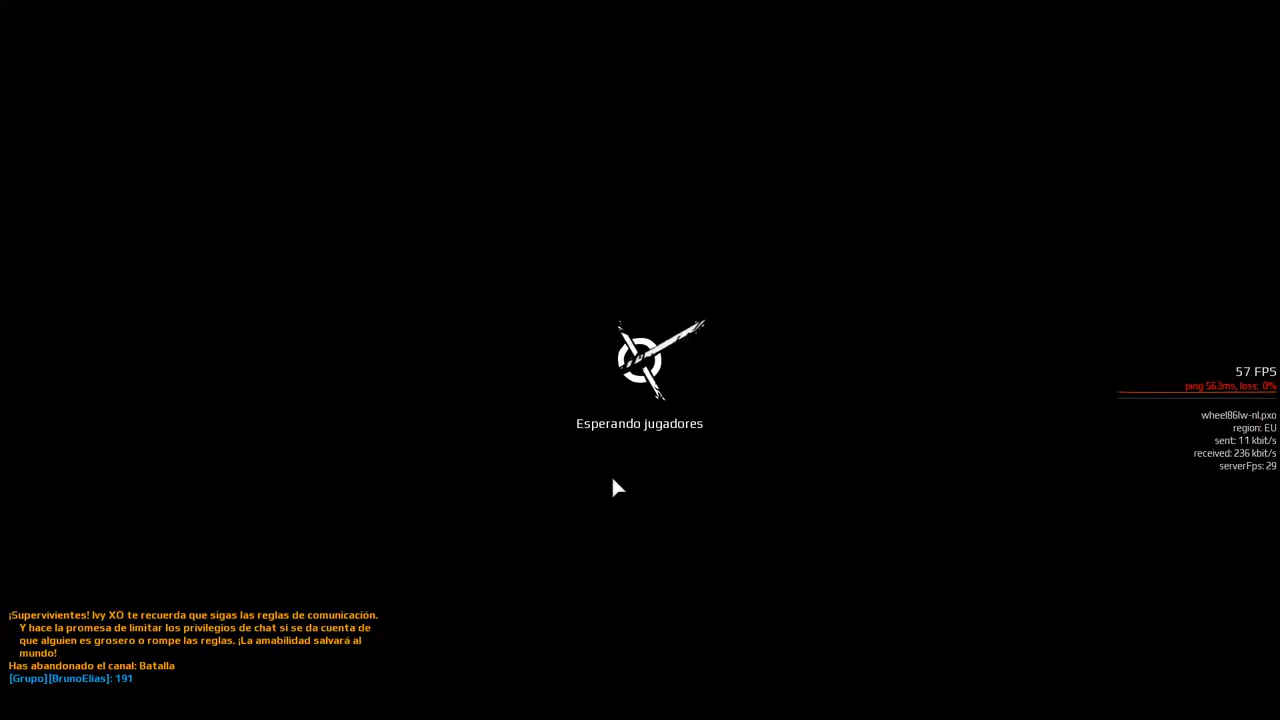 Esperando jugadores
57 FPS
ping 563ms, loss: 0%
wheel86lw-nl.pxo
region: EU
sent: 11 kbit/s
received: 236 kbit/s
serverFps: 29
¡Supervivientes! Ivy XO te recuerda que sigas las reglas de comunicación.
Y hace la promesa de limitar los privilegios de chat si se da cuenta de
que alguien es grosero o rompe las reglas. ¡La amabilidad salvará al
mundo!
Has abandonado el canal: Batalla
[Grupo][BrunoElias]: 191